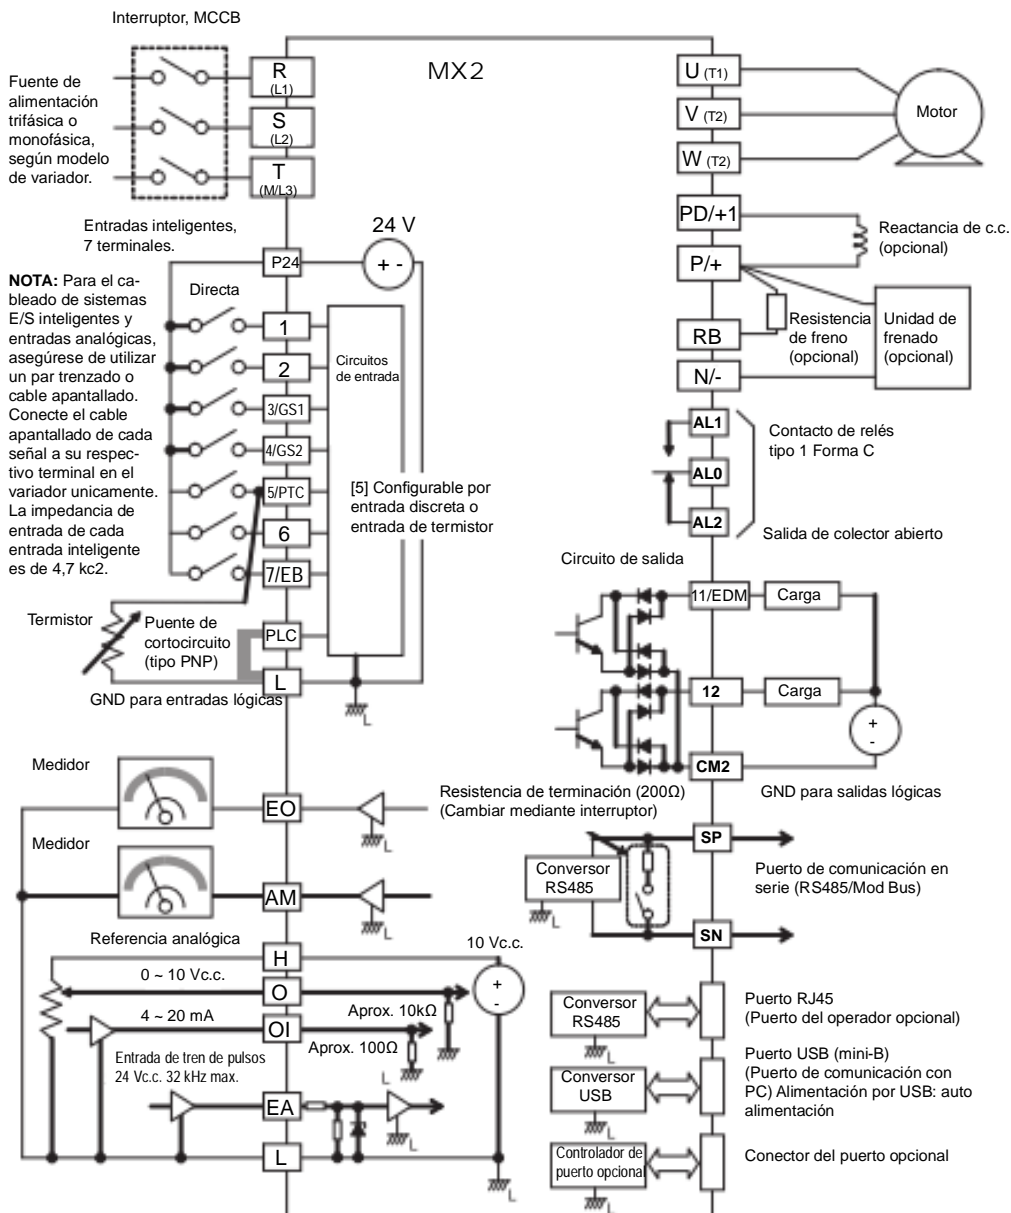 Interruptor, MCCB
MX2
Fuente de
alimentación
trifásica o
monofásica,
según modelo
de variador.
R
(L1)
S
(L2)
T
(M/L3)
U (T1)
V (T2)
W (T2)
Motor
PD/+1
P/+
Reactancia de c.c.
(opcional)
RB
N/-
Resistencia
de freno
(opcional)
Unidad de
frenado
(opcional)
Entradas inteligentes,
7 terminales.
24 V
P24
+ -
NOTA: Para el ca-
bleado de sistemas
E/S inteligentes y
entradas analógicas,
asegúrese de utilizar
un par trenzado o
cable apantallado.
Conecte el cable
apantallado de cada
señal a su respec-
tivo terminal en el
variador unicamente.
La impedancia de
entrada de cada
entrada inteligente
es de 4,7 kc2.
Directa
1
2
3/GS1
4/GS2
5/PTC
6
7/EB
PLC
L
Circuitos
de entrada
[5] Configurable por
entrada discreta o
entrada de termistor
Termistor
Puente de
cortocircuito
(tipo PNP)
GND para entradas lógicas
L
AL1
AL0
AL2
Contacto de relés
tipo 1 Forma C
Salida de colector abierto
Circuito de salida
11/EDM
Carga
12
Carga
+
-
CM2
GND para salidas lógicas
Medidor
EO
L
Medidor
AM
L
Resistencia de terminación (200Ω)
(Cambiar mediante interruptor)
SP
Conversor
RS485
L
SN
Puerto de comunicación en
serie (RS485/Mod Bus)
Referencia analógica
H
10 Vc.c.
+
-
0 ~ 10 Vc.c.
O
Aprox. 10kΩ
L
4 ~ 20 mA
OI
Aprox. 100Ω
L
Entrada de tren de pulsos
24 Vc.c. 32 kHz max.
EA
L
L
L
Conversor
RS485
L
Puerto RJ45
(Puerto del operador opcional)
Conversor
USB
L
Puerto USB (mini-B)
(Puerto de comunicación con
PC) Alimentación por USB: auto
alimentación
Controlador de
puerto opcional
L
Conector del puerto opcional